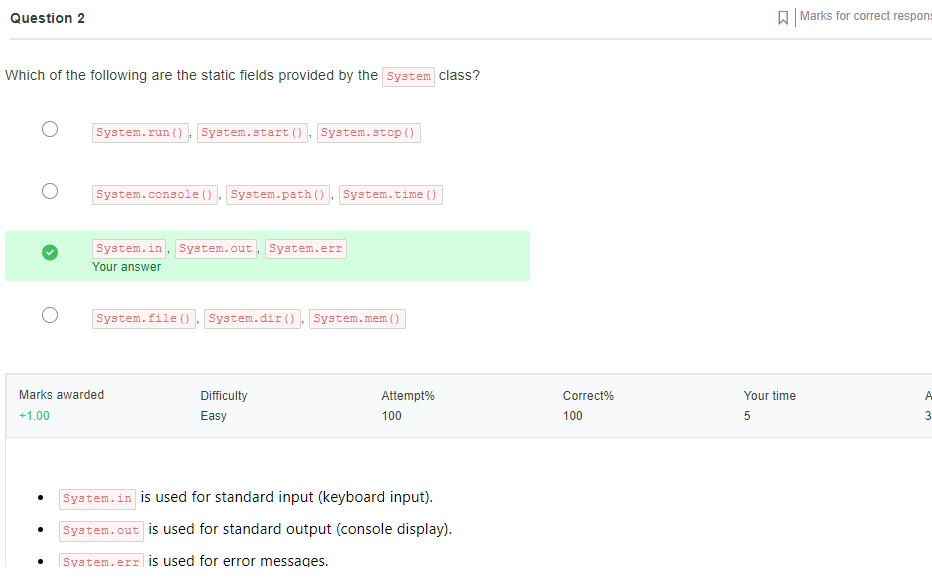 Question 2
Marks for correct respons
Which of the following are the static fields provided by the System class?
System.run(), System.start(), System.stop()
System.console(), System.path(), System.time()
System.in, System.out, System.err
Your answer
System.file(), System.dir(), System.mem()
Marks awarded Difficulty Attempt% Correct% Your time A
+1.00 Easy 100 100 5 3
• System.in is used for standard input (keyboard input).
• System.out is used for standard output (console display).
• System.err is used for error messages.